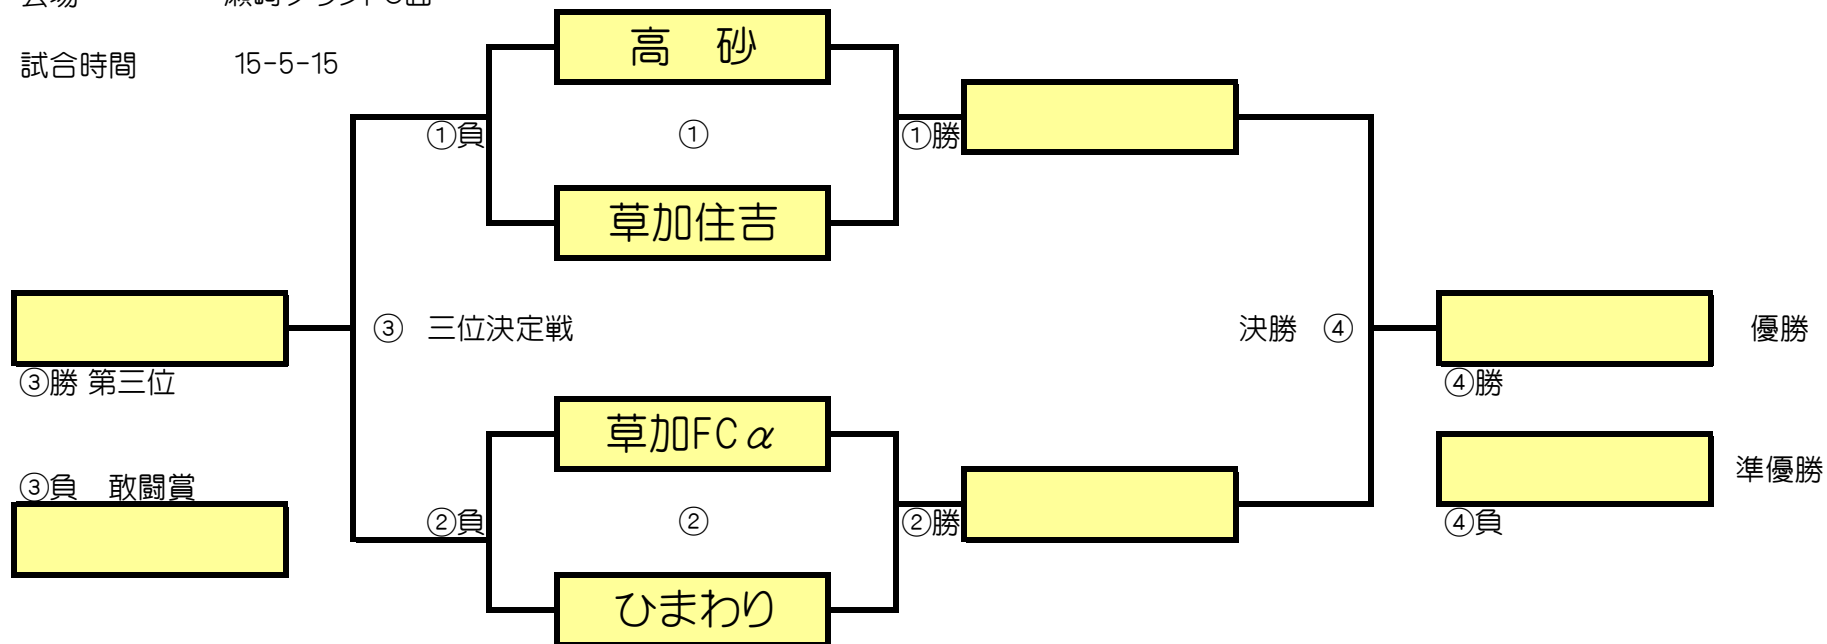 試合時間 15-5-15
高 砂
①負 ① ①勝
草加住吉
③ 三位決定戦 決勝 ④ 優勝
③勝 第三位 ④勝
草加FCα
準優勝
③負 敢闘賞
②負 ② ②勝 ④負
ひまわり